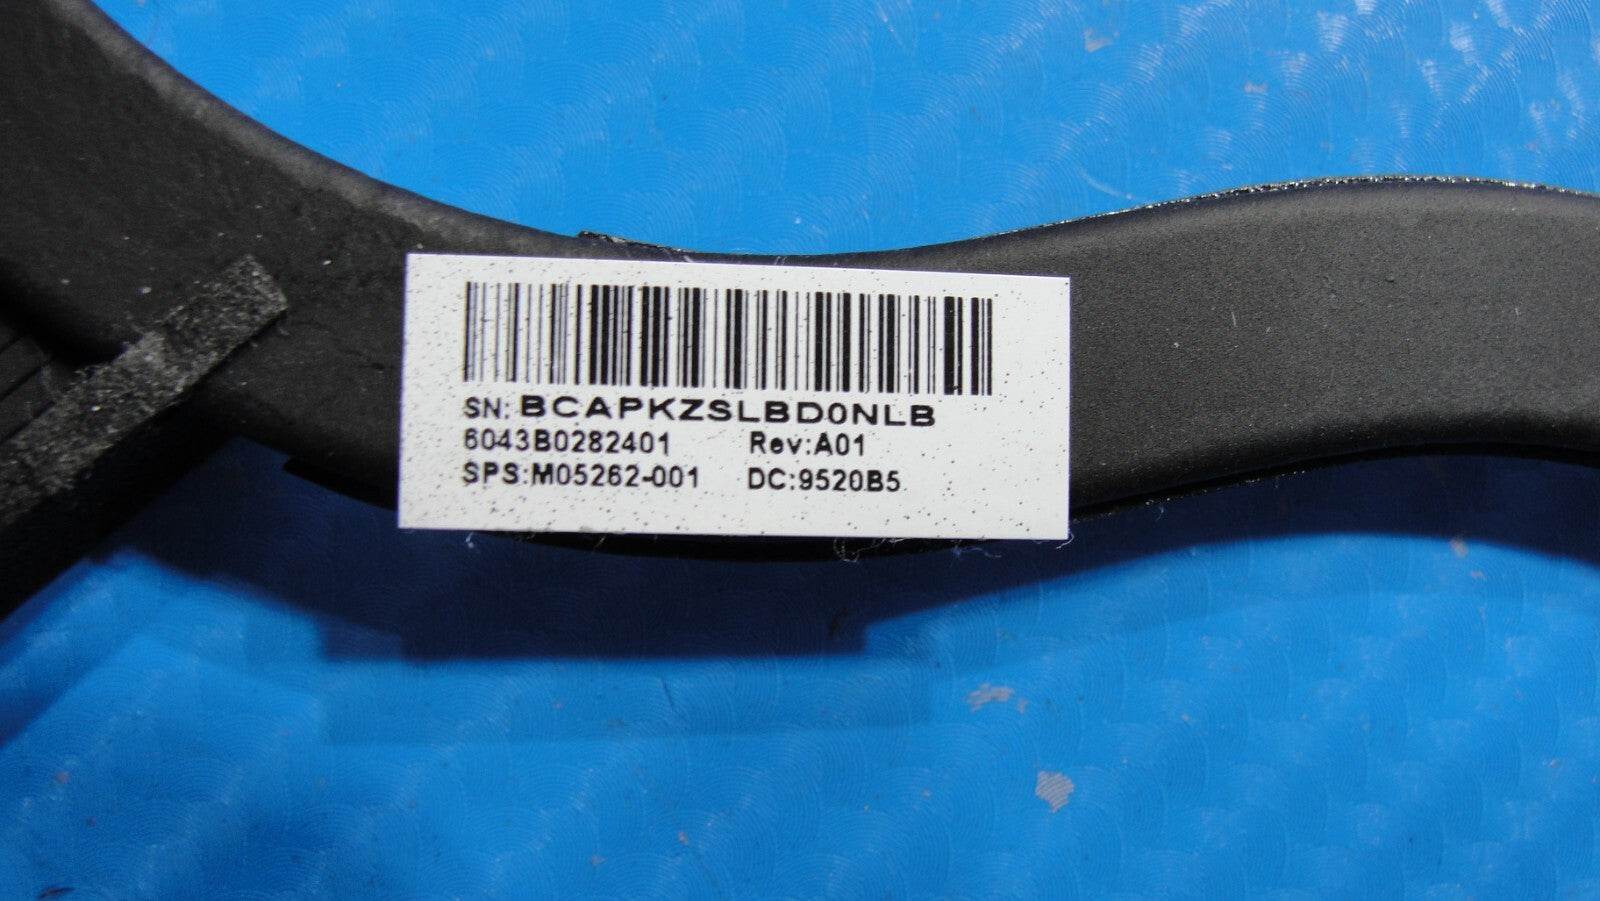 SN: BCAPKZSLBD0NLB
6043B0282401 Rev:A01
SPS:M05262-001 DC:9520B5